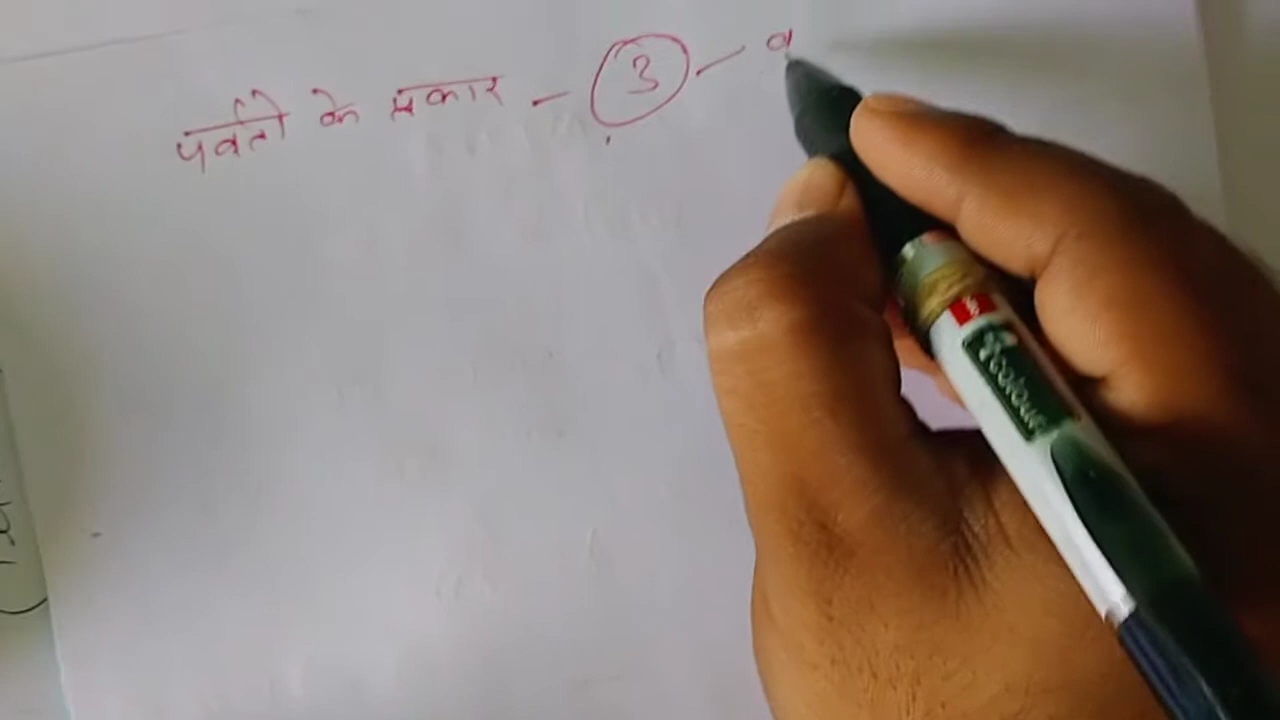 पर्वतो के प्रकार - 3 - व